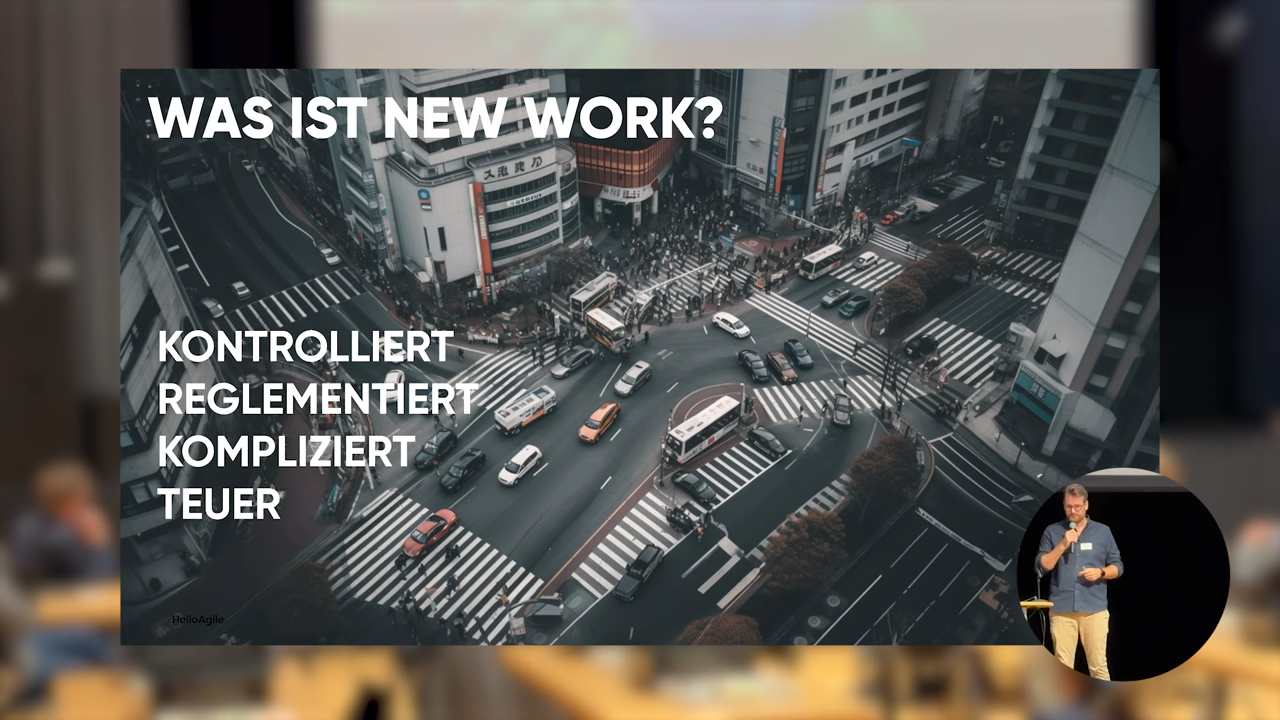 WAS IST NEW WORK?
KONTROLLIERT
REGLEMENTIERT
KOMPLIZIERT
TEUER
HelloAgile